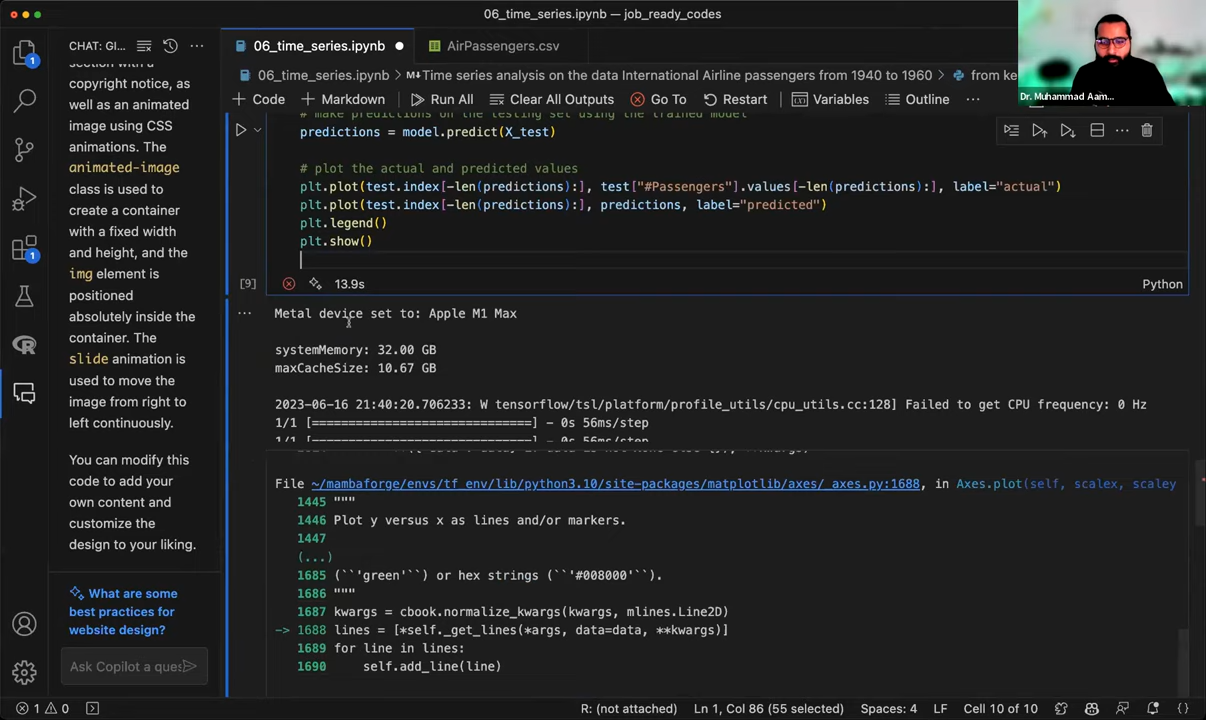 06_time_series.ipynb — job_ready_codes
CHAT: GI...
06_time_series.ipynb
AirPassengers.csv
06_time_series.ipynb > M↓Time series analysis on the data International Airline passengers from 1940 to 1960 > from ke
+ Code + Markdown Run All Clear All Outputs Go To Restart Variables Outline ...
Dr. Muhammad Aam...
section with a
copyright notice, as
well as an animated
image using CSS
animations. The
animated-image
class is used to
create a container
with a fixed width
and height, and the
img element is
positioned
absolutely inside the
container. The
slide animation is
used to move the
image from right to
left continuously.
You can modify this
code to add your
own content and
customize the
design to your liking.
What are some
best practices for
website design?
Ask Copilot a ques
# make predictions on the testing set using the trained model
predictions = model.predict(X_test)
# plot the actual and predicted values
plt.plot(test.index[-len(predictions):], test["#Passengers"].values[-len(predictions):], label="actual")
plt.plot(test.index[-len(predictions):], predictions, label="predicted")
plt.legend()
plt.show()
[9]
13.9s
Python
Metal device set to: Apple M1 Max
systemMemory: 32.00 GB
maxCacheSize: 10.67 GB
2023-06-16 21:40:20.706233: W tensorflow/tsl/platform/profile_utils/cpu_utils.cc:128] Failed to get CPU frequency: 0 Hz
1/1 [==============================] - 0s 56ms/step
1/1 [==============================] - 0s 56ms/step
File ~/mambaforge/envs/tf_env/lib/python3.10/site-packages/matplotlib/axes/_axes.py:1688, in Axes.plot(self, scalex, scaley
1445 """
1446 Plot y versus x as lines and/or markers.
1447
(...)
1685 (``'green'``) or hex strings (``'#008000'``).
1686 """
1687 kwargs = cbook.normalize_kwargs(kwargs, mlines.Line2D)
-> 1688 lines = [*self._get_lines(*args, data=data, **kwargs)]
1689 for line in lines:
1690 self.add_line(line)
1 0
R: (not attached)
Ln 1, Col 86 (55 selected)
Spaces: 4
LF
Cell 10 of 10
1
1